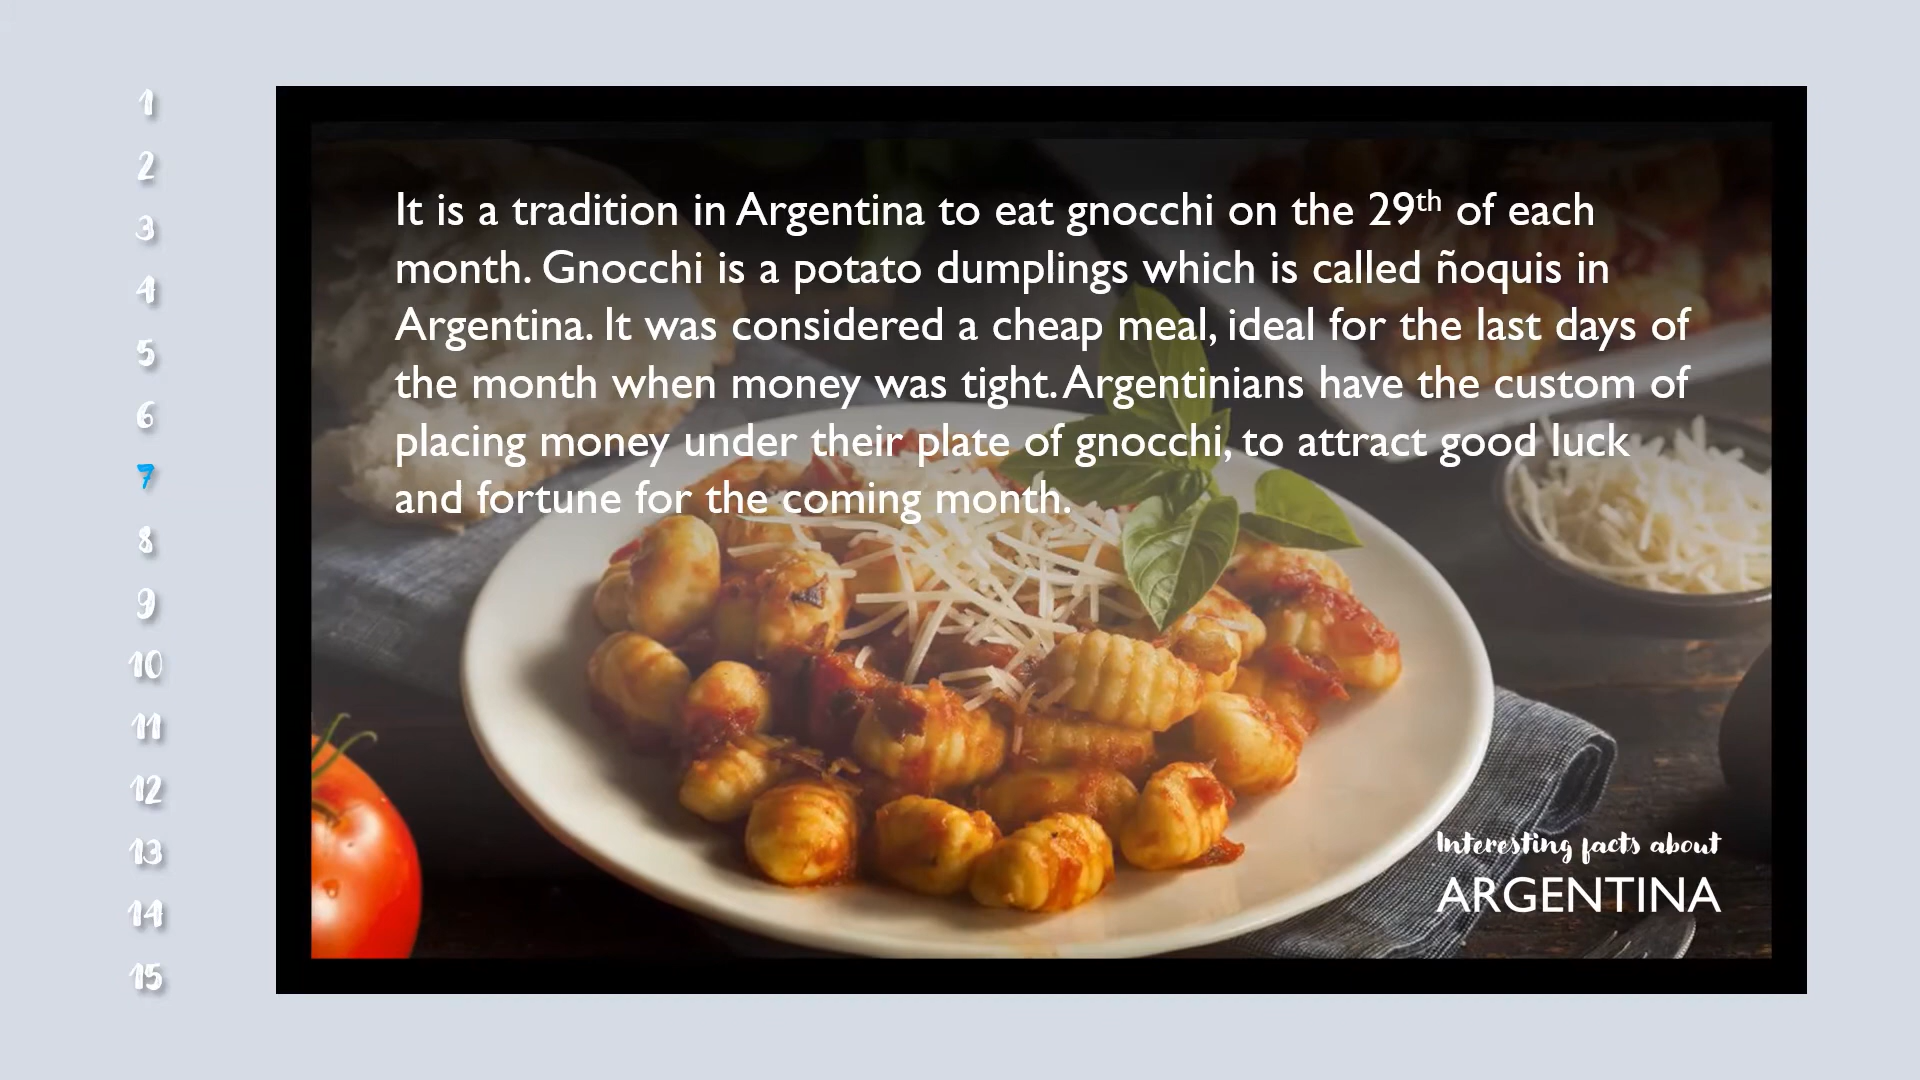 1
2
3
4
5
6
7
8
9
10
11
12
13
14
15
It is a tradition in Argentina to eat gnocchi on the 29th of each
month. Gnocchi is a potato dumplings which is called ñoquis in
Argentina. It was considered a cheap meal, ideal for the last days of
the month when money was tight. Argentinians have the custom of
placing money under their plate of gnocchi, to attract good luck
and fortune for the coming month.
Interesting facts about
ARGENTINA